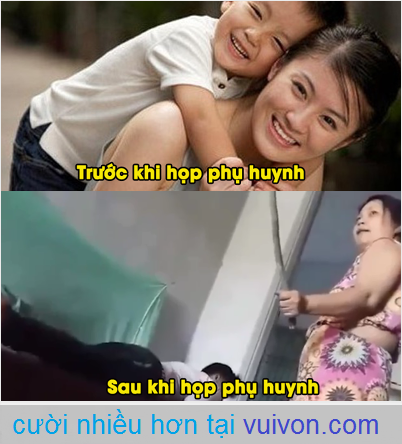 Trước khi họp phụ huynh
Sau khi họp phụ huynh
cười nhiều hơn tại vuivon.com